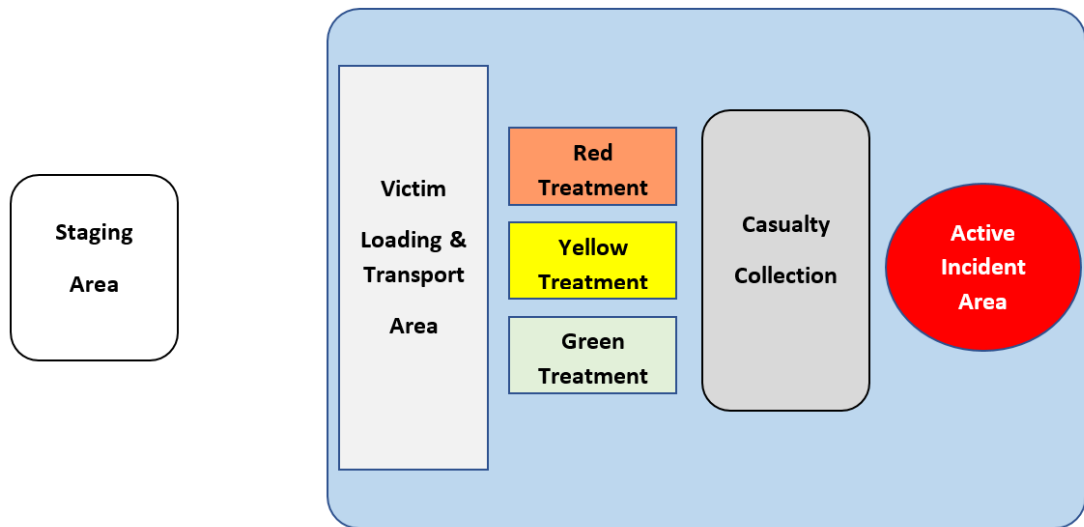 Staging
Area
Victim
Loading &
Transport
Area
Red
Treatment
Yellow
Treatment
Green
Treatment
Casualty
Collection
Active
Incident
Area